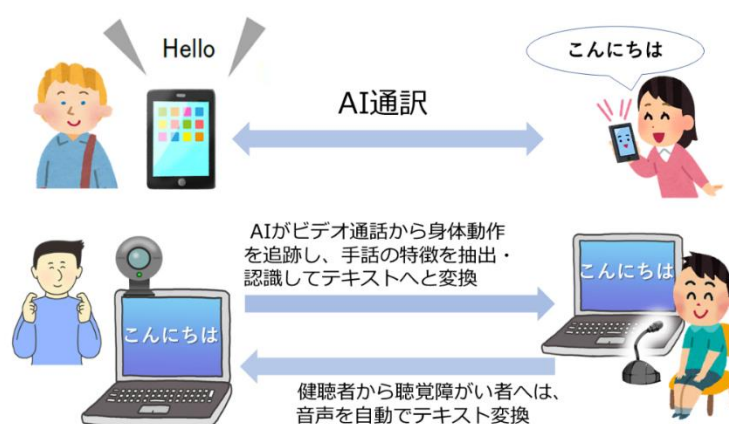 Hello
こんにちは
AI通訳
AIがビデオ通話から身体動作
を追跡し、手話の特徴を抽出・
認識してテキストへと変換
こんにちは
こんにちは
健聴者から聴覚障がい者へは、
音声を自動でテキスト変換